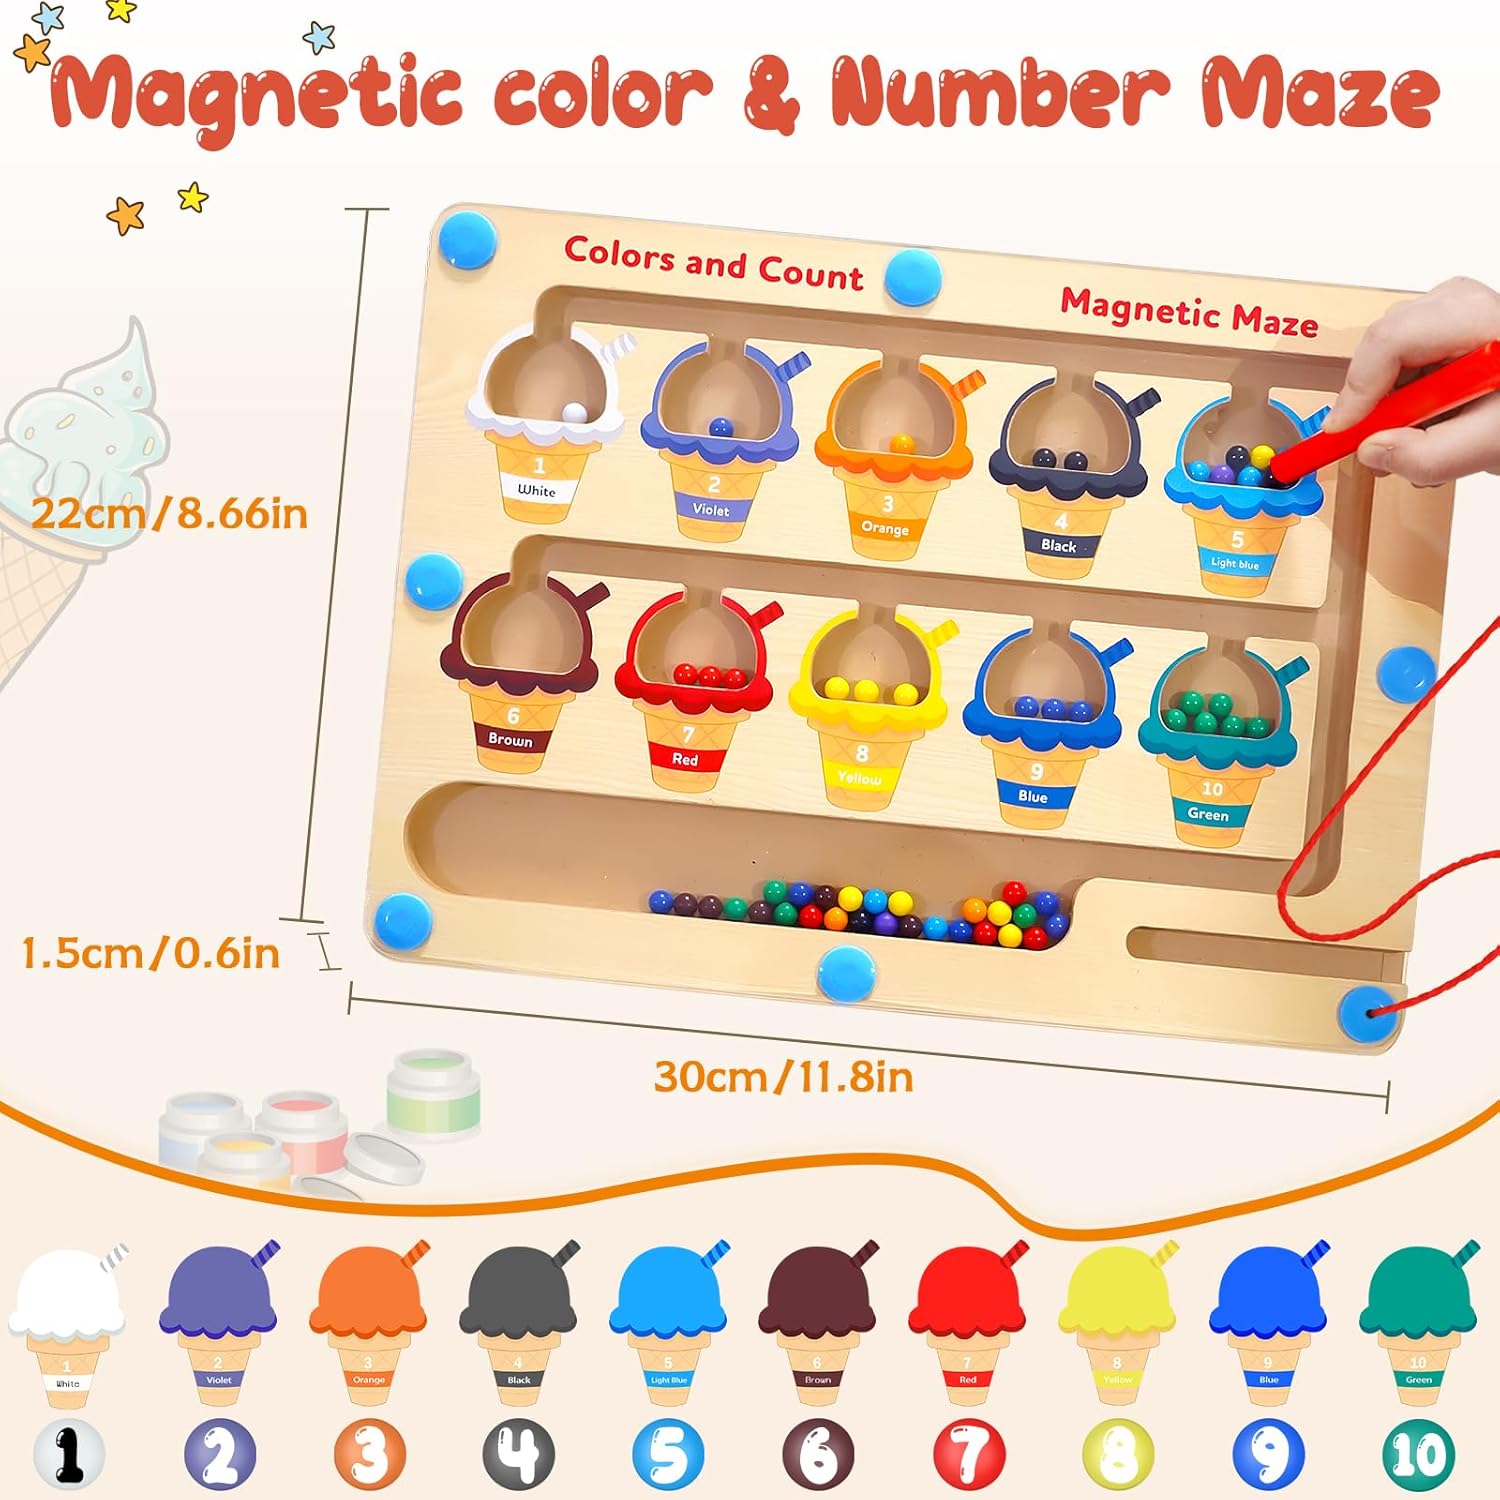 Magnetic color & Number Maze
Colors and Count
Magnetic Maze
22cm/8.66in
1
White
2
Violet
3
Orange
4
Black
5
Light blue
6
Brown
7
Red
8
Yellow
9
Blue
10
Green
1.5cm/0.6in
30cm/11.8in
1
White
2
Violet
3
Orange
4
Black
5
Light Blue
6
Brown
7
Red
8
Yellow
9
Blue
10
Green
1 2 3 4 5 6 7 8 9 10